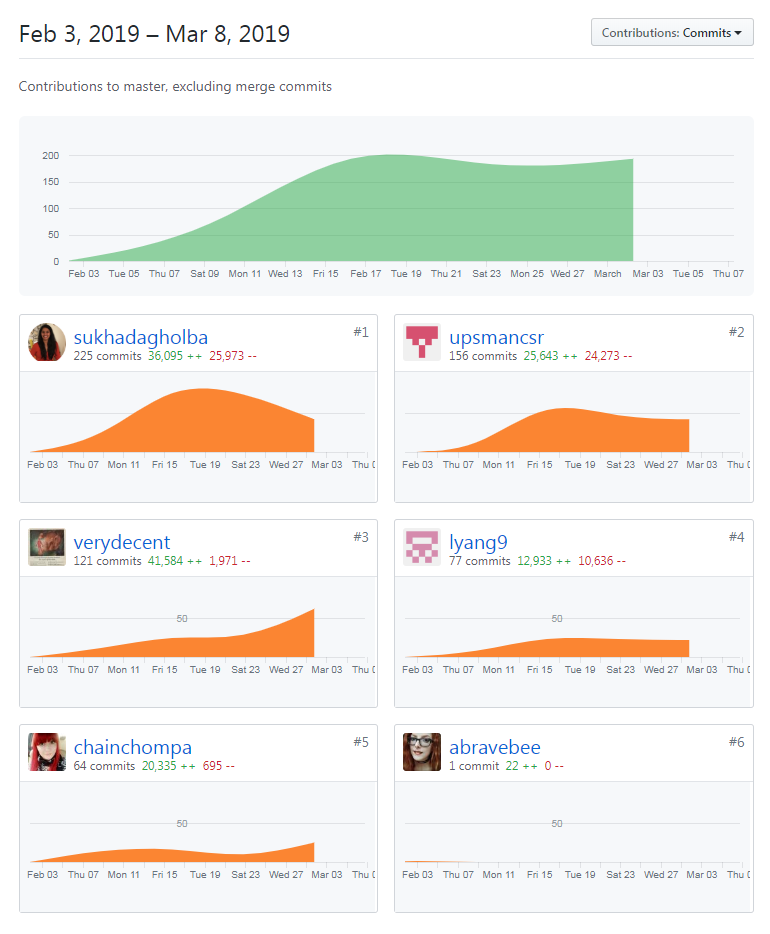 Feb 3, 2019 – Mar 8, 2019
Contributions: Commits
Contributions to master, excluding merge commits
200
150
100
50
0
Feb 03 Tue 05 Thu 07 Sat 09 Mon 11 Wed 13 Fri 15 Feb 17 Tue 19 Thu 21 Sat 23 Mon 25 Wed 27 March Mar 03 Tue 05 Thu 07
sukhadagholba #1
225 commits 36,095 ++ 25,973 --
Feb 03 Thu 07 Mon 11 Fri 15 Tue 19 Sat 23 Wed 27 Mar 03 Thu
upsmancsr #2
156 commits 25,643 ++ 24,273 --
Feb 03 Thu 07 Mon 11 Fri 15 Tue 19 Sat 23 Wed 27 Mar 03 Thu
verydecent #3
121 commits 41,584 ++ 1,971 --
50
Feb 03 Thu 07 Mon 11 Fri 15 Tue 19 Sat 23 Wed 27 Mar 03 Thu
lyang9 #4
77 commits 12,933 ++ 10,636 --
50
Feb 03 Thu 07 Mon 11 Fri 15 Tue 19 Sat 23 Wed 27 Mar 03 Thu
chainchompa #5
64 commits 20,335 ++ 695 --
50
Feb 03 Thu 07 Mon 11 Fri 15 Tue 19 Sat 23 Wed 27 Mar 03 Thu
abravebee #6
1 commit 22 ++ 0 --
50
Feb 03 Thu 07 Mon 11 Fri 15 Tue 19 Sat 23 Wed 27 Mar 03 Thu